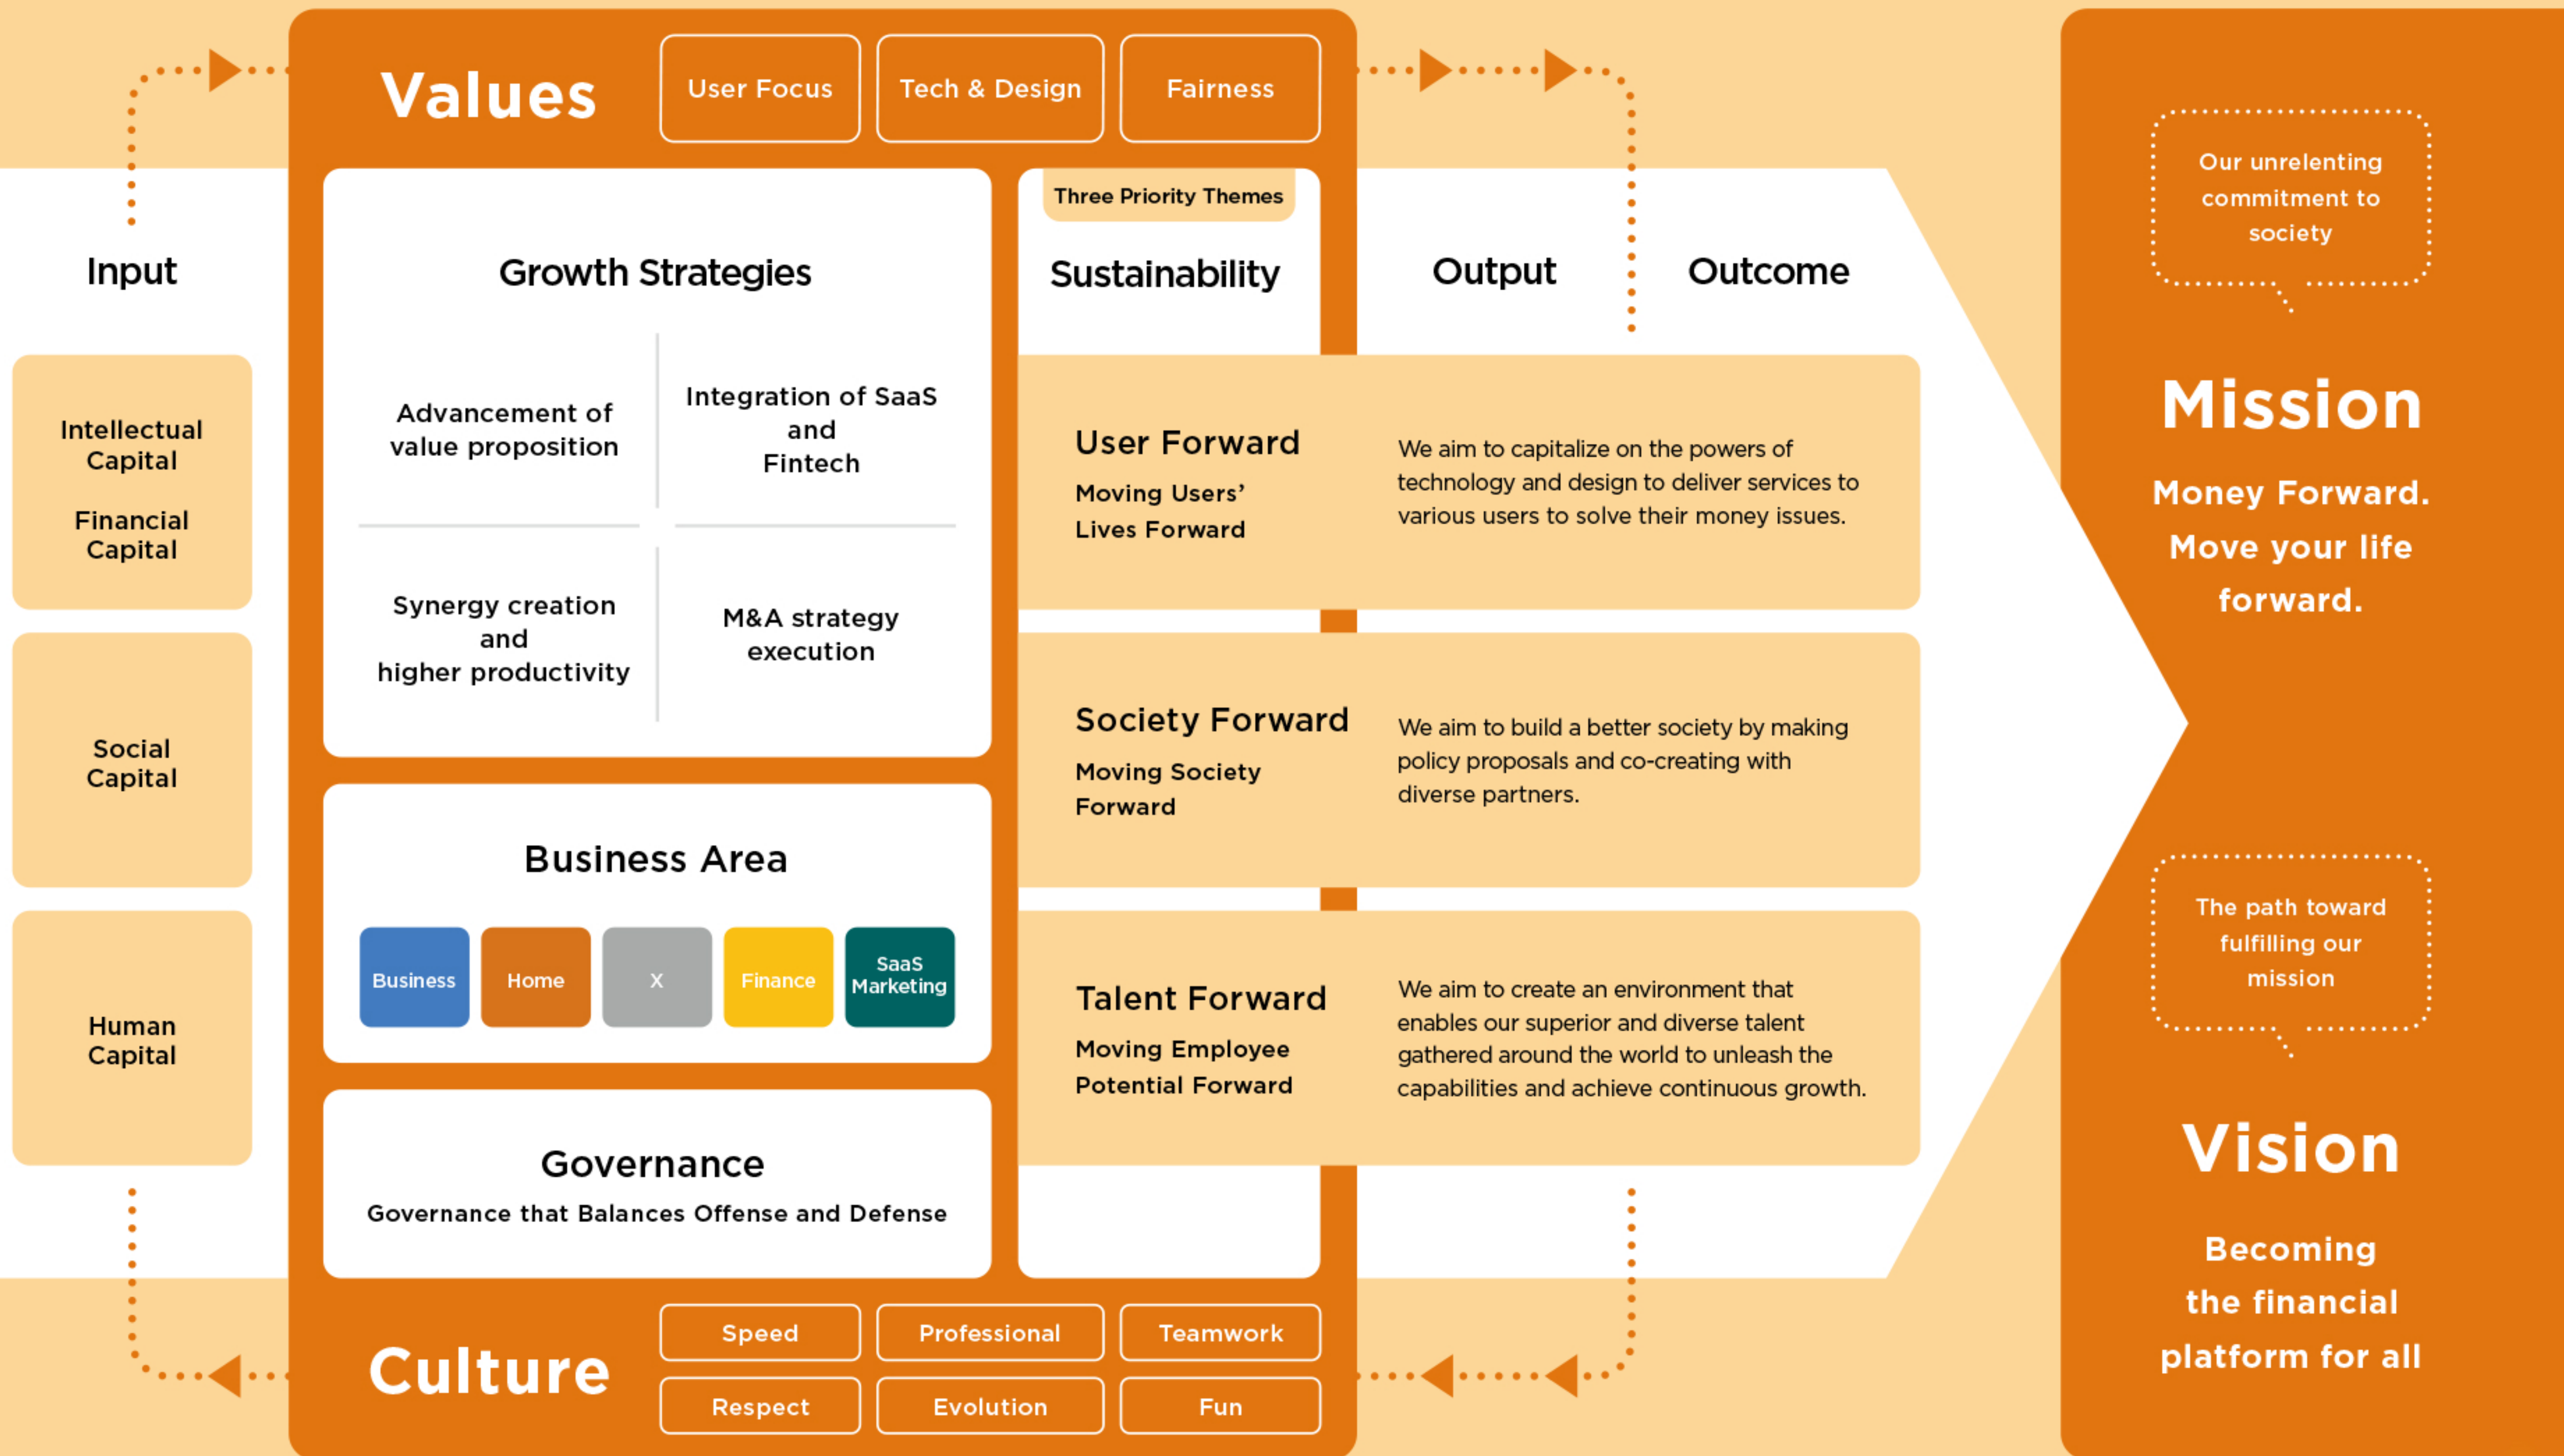 Values
User Focus
Tech & Design
Fairness
Input
Intellectual
Capital
Financial
Capital
Social
Capital
Human
Capital
Growth Strategies
Advancement of
value proposition
Integration of SaaS
and
Fintech
Synergy creation
and
higher productivity
M&A strategy
execution
Business Area
Business
Home
X
Finance
SaaS
Marketing
Governance
Governance that Balances Offense and Defense
Three Priority Themes
Sustainability
Output
Outcome
User Forward
Moving Users’
Lives Forward
We aim to capitalize on the powers of
technology and design to deliver services to
various users to solve their money issues.
Society Forward
Moving Society
Forward
We aim to build a better society by making
policy proposals and co-creating with
diverse partners.
Talent Forward
Moving Employee
Potential Forward
We aim to create an environment that
enables our superior and diverse talent
gathered around the world to unleash the
capabilities and achieve continuous growth.
Culture
Speed
Professional
Teamwork
Respect
Evolution
Fun
Our unrelenting
commitment to
society
Mission
Money Forward.
Move your life
forward.
The path toward
fulfilling our
mission
Vision
Becoming
the financial
platform for all